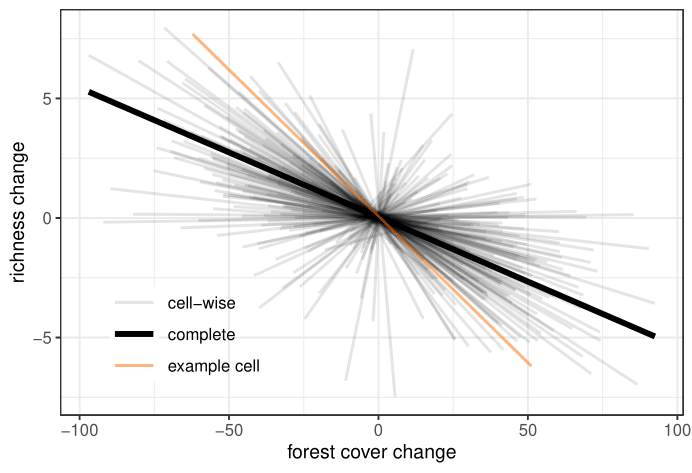 richness change
5
0
−5
cell−wise
complete
example cell
−100
−50
0
50
100
forest cover change